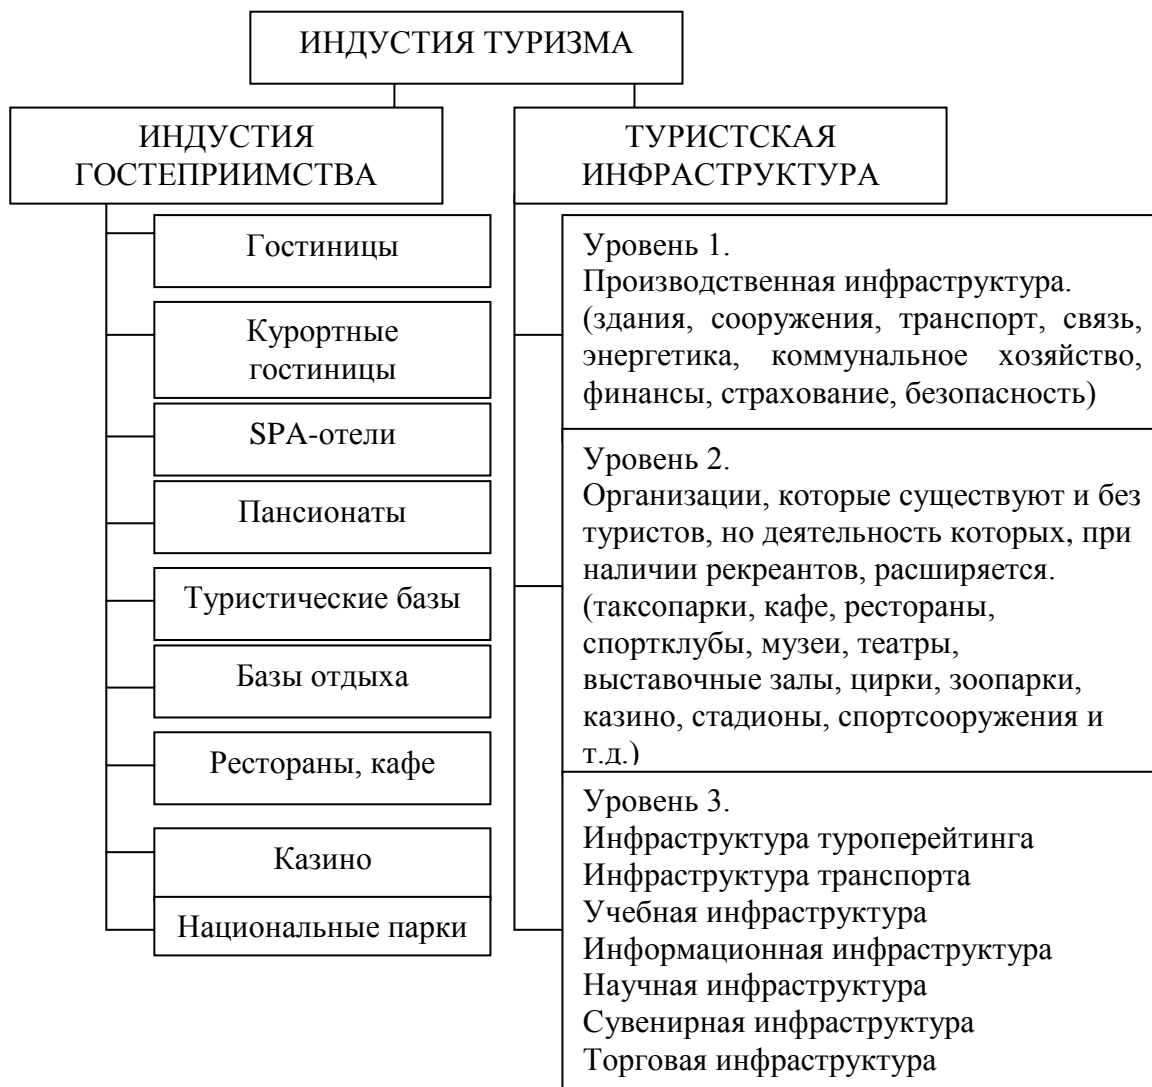 ИНДУСТИЯ ТУРИЗМА
ИНДУСТИЯ
ГОСТЕПРИИМСТВА
Гостиницы
Курортные
гостиницы
SPA-отели
Пансионаты
Туристические базы
Базы отдыха
Рестораны, кафе
Казино
Национальные парки
ТУРИСТСКАЯ
ИНФРАСТРУКТУРА
Уровень 1.
Производственная инфраструктура.
(здания, сооружения, транспорт, связь,
энергетика, коммунальное хозяйство,
финансы, страхование, безопасность)
Уровень 2.
Организации, которые существуют и без
туристов, но деятельность которых, при
наличии рекреантов, расширяется.
(таксопарки, кафе, рестораны,
спортклубы, музеи, театры,
выставочные залы, цирки, зоопарки,
казино, стадионы, спортсооружения и
т.д.)
Уровень 3.
Инфраструктура туроперейтинга
Инфраструктура транспорта
Учебная инфраструктура
Информационная инфраструктура
Научная инфраструктура
Сувенирная инфраструктура
Торговая инфраструктура